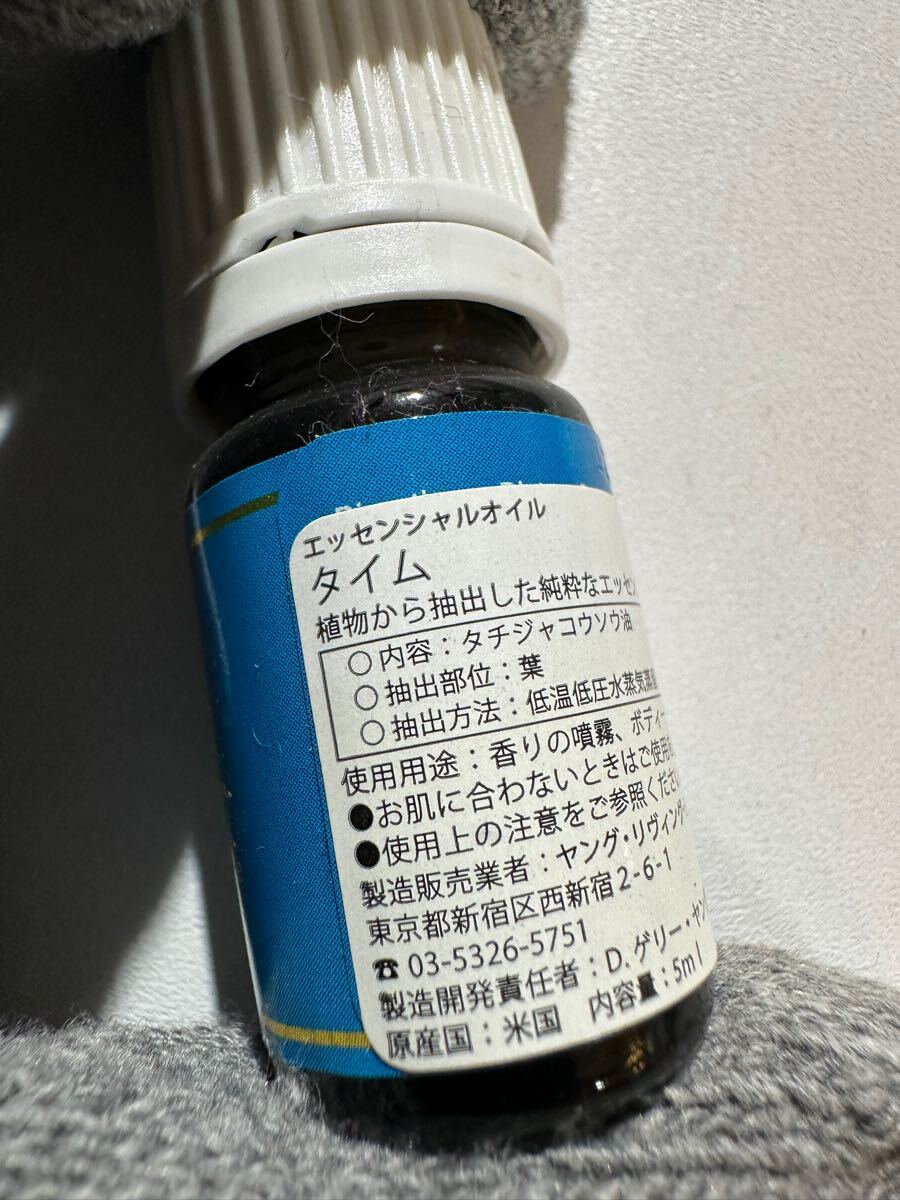 エッセンシャルオイル
タイム
植物から抽出した純粋なエッセン
○内容：タチジャコウソウ油
○抽出部位：葉
○抽出方法：低温低圧水蒸気蒸留
使用用途：香りの噴霧、ボディー
●お肌に合わないときはご使用を
●使用上の注意をご参照ください
製造販売業者：ヤング・リヴィング・
東京都新宿区西新宿2-6-1
☎ 03-5326-5751
製造開発責任者：D.ゲリー・ヤン
原産国：米国 内容量：5ml